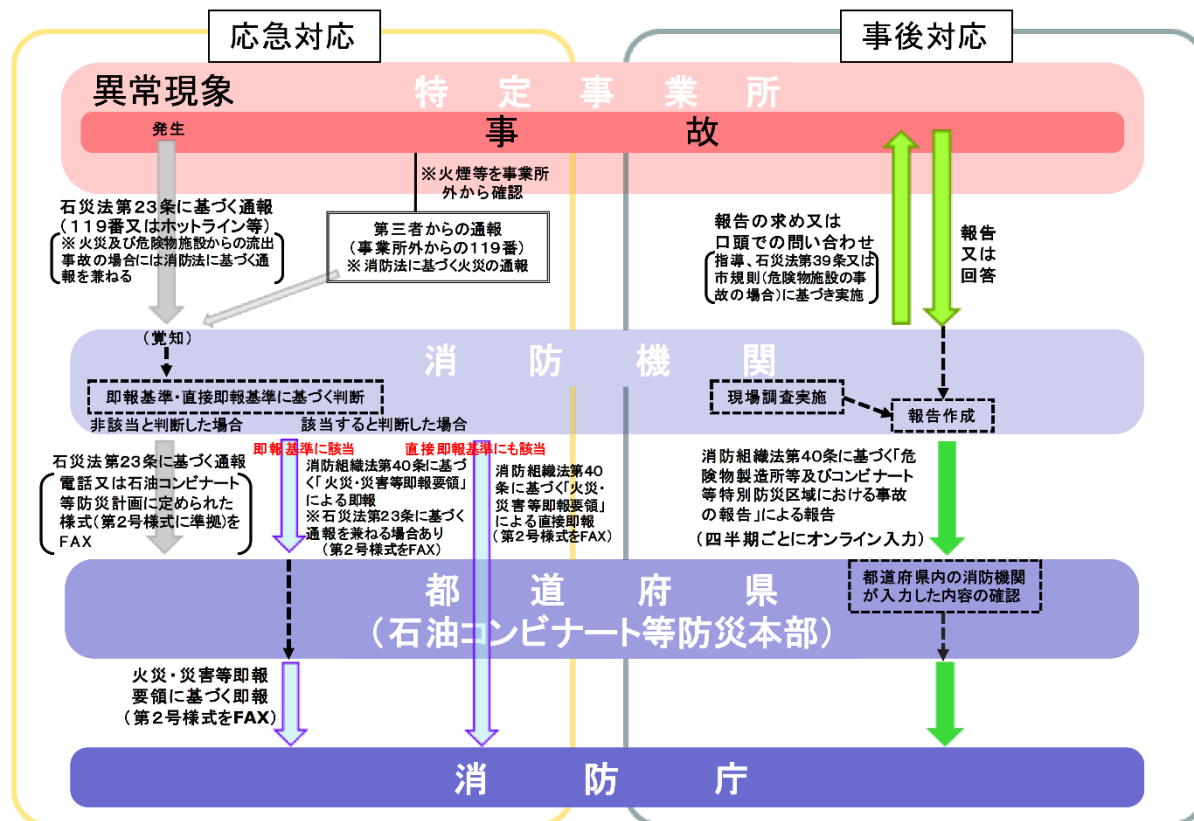 応急対応
事後対応
異常現象
特定事業所
事故
発生
※火煙等を事業所
外から確認
石災法第23条に基づく通報
(119番又はホットライン等)
※火災及び危険物施設からの流出
事故の場合には消防法に基づく通
報を兼ねる
第三者からの通報
(事業所外からの119番)
※消防法に基づく火災の通報
報告の求め又は
口頭での問い合わせ
指導、石災法第39条又は
市規則(危険物施設の事
故の場合)に基づき実施
報告
又は
回答
(覚知)
消防機関
即報基準・直接即報基準に基づく判断
非該当と判断した場合
該当すると判断した場合
現場調査実施
報告作成
即報基準に該当
直接即報基準にも該当
石災法第23条に基づく通報
電話又は石油コンビナート
等防災計画に定められた
様式(第2号様式に準拠)を
FAX
消防組織法第40条に基づ
く「火災・災害等即報要領」
による即報
※石災法第23条に基づく
通報を兼ねる場合あり
(第2号様式をFAX)
消防組織法第40
条に基づく「火災・
災害等即報要領」
による直接即報
(第2号様式をFAX)
消防組織法第40条に基づく「危
険物製造所等及びコンビナート
等特別防災区域における事故
の報告」による報告
(四半期ごとにオンライン入力)
都道府県
(石油コンビナート等防災本部)
都道府県内の消防機関
が入力した内容の確認
火災・災害等即報
要領に基づく即報
(第2号様式をFAX)
消防庁